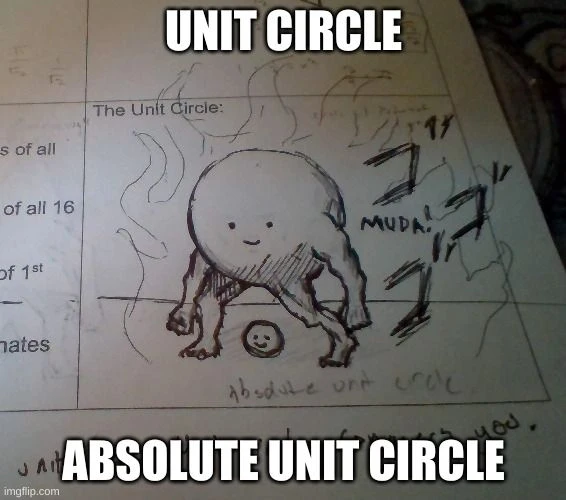 UNIT CIRCLE
The Unit Circle:
s of all
of all 16
of 1st
nates
MUDA!
Absolute unit circle
you.
ABSOLUTE UNIT CIRCLE
imgflip.com